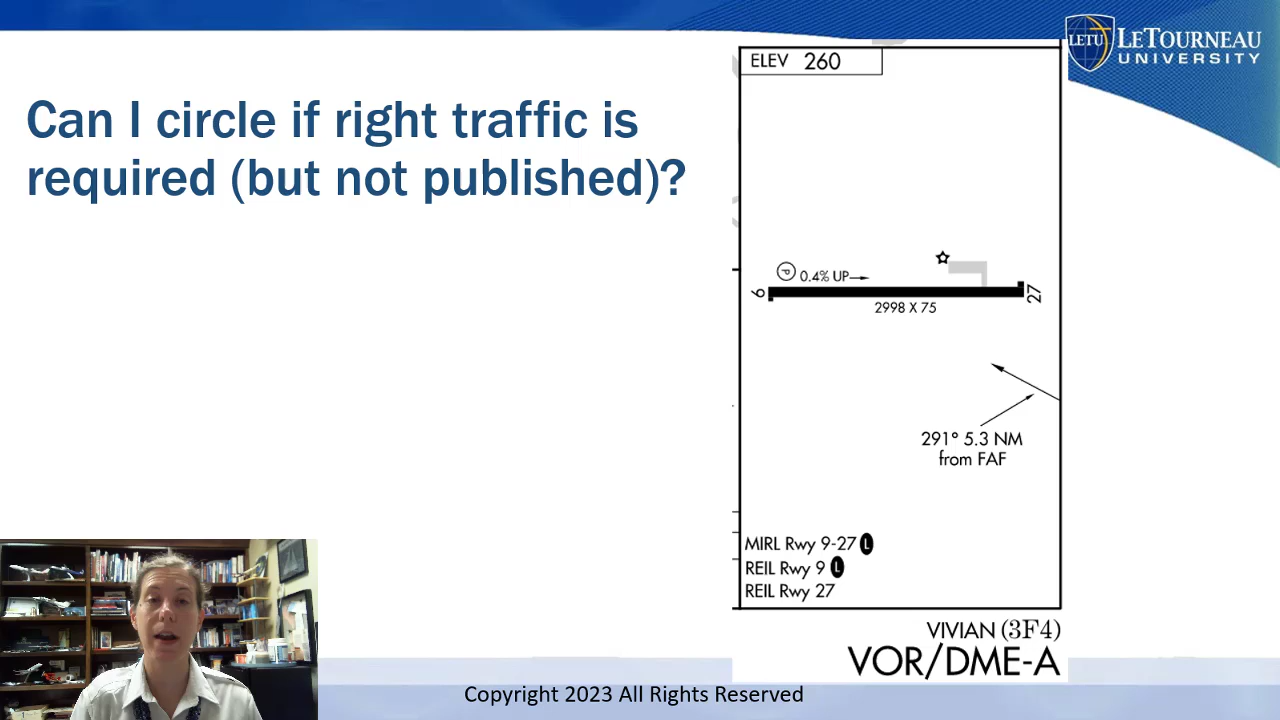 LETU
LETOURNEAU
UNIVERSITY
Can I circle if right traffic is
required (but not published)?
ELEV 260
P
0.4% UP
9
27
2998 X 75
291° 5.3 NM
from FAF
MIRL Rwy 9-27 L
REIL Rwy 9 L
REIL Rwy 27
VIVIAN (3F4)
VOR/DME-A
Copyright 2023 All Rights Reserved